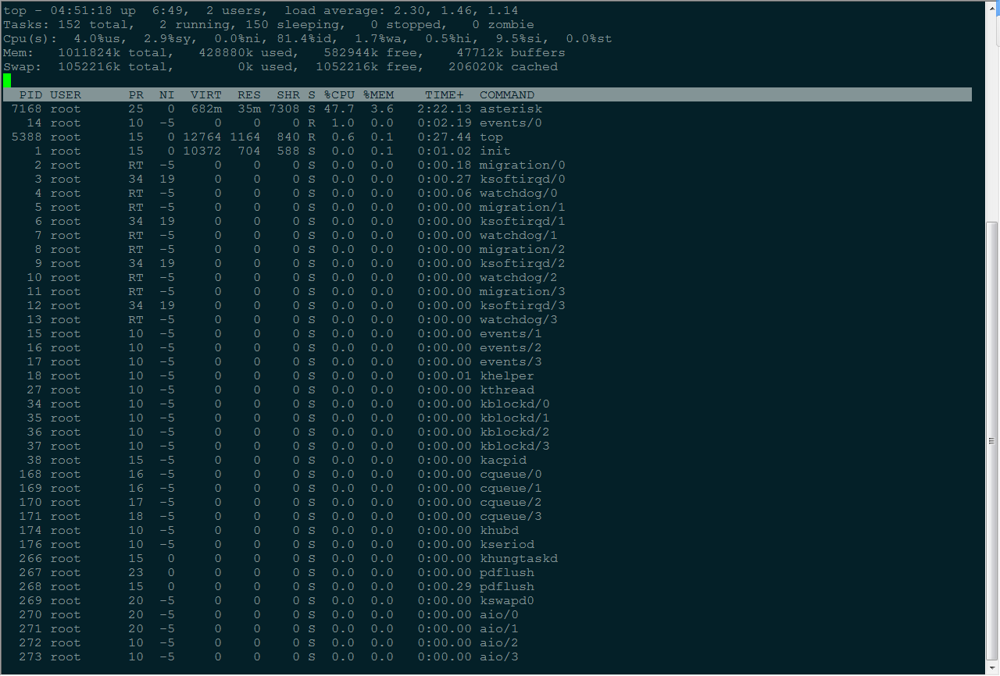 top - 04:51:18 up  6:49,  2 users,  load average: 2.30, 1.46, 1.14
Tasks: 152 total,   2 running, 150 sleeping,   0 stopped,   0 zombie
Cpu(s):  4.0%us,  2.9%sy,  0.0%ni, 81.4%id,  1.7%wa,  0.5%hi,  9.5%si,  0.0%st
Mem:   1011824k total,   428880k used,   582944k free,    47712k buffers
Swap:  1052216k total,        0k used,  1052216k free,   206020k cached
  PID USER      PR  NI  VIRT  RES  SHR S %CPU %MEM    TIME+  COMMAND
 7168 root      25   0  682m  35m 7308 S 47.7  3.6   2:22.13 asterisk
   14 root      10  -5     0    0    0 R  1.0  0.0   0:02.19 events/0
 5388 root      15   0 12764 1164  840 R  0.6  0.1   0:27.44 top
    1 root      15   0 10372  704  588 S  0.0  0.1   0:01.02 init
    2 root      RT  -5     0    0    0 S  0.0  0.0   0:00.18 migration/0
    3 root      34  19     0    0    0 S  0.0  0.0   0:00.27 ksoftirqd/0
    4 root      RT  -5     0    0    0 S  0.0  0.0   0:00.06 watchdog/0
    5 root      RT  -5     0    0    0 S  0.0  0.0   0:00.00 migration/1
    6 root      34  19     0    0    0 S  0.0  0.0   0:00.00 ksoftirqd/1
    7 root      RT  -5     0    0    0 S  0.0  0.0   0:00.00 watchdog/1
    8 root      RT  -5     0    0    0 S  0.0  0.0   0:00.00 migration/2
    9 root      34  19     0    0    0 S  0.0  0.0   0:00.00 ksoftirqd/2
   10 root      RT  -5     0    0    0 S  0.0  0.0   0:00.00 watchdog/2
   11 root      RT  -5     0    0    0 S  0.0  0.0   0:00.00 migration/3
   12 root      34  19     0    0    0 S  0.0  0.0   0:00.00 ksoftirqd/3
   13 root      RT  -5     0    0    0 S  0.0  0.0   0:00.00 watchdog/3
   15 root      10  -5     0    0    0 S  0.0  0.0   0:00.00 events/1
   16 root      10  -5     0    0    0 S  0.0  0.0   0:00.00 events/2
   17 root      10  -5     0    0    0 S  0.0  0.0   0:00.00 events/3
   18 root      10  -5     0    0    0 S  0.0  0.0   0:00.01 khelper
   27 root      10  -5     0    0    0 S  0.0  0.0   0:00.00 kthread
   34 root      10  -5     0    0    0 S  0.0  0.0   0:00.00 kblockd/0
   35 root      10  -5     0    0    0 S  0.0  0.0   0:00.00 kblockd/1
   36 root      10  -5     0    0    0 S  0.0  0.0   0:00.00 kblockd/2
   37 root      10  -5     0    0    0 S  0.0  0.0   0:00.00 kblockd/3
   38 root      15  -5     0    0    0 S  0.0  0.0   0:00.00 kacpid
  168 root      16  -5     0    0    0 S  0.0  0.0   0:00.00 cqueue/0
  169 root      16  -5     0    0    0 S  0.0  0.0   0:00.00 cqueue/1
  170 root      17  -5     0    0    0 S  0.0  0.0   0:00.00 cqueue/2
  171 root      18  -5     0    0    0 S  0.0  0.0   0:00.00 cqueue/3
  174 root      10  -5     0    0    0 S  0.0  0.0   0:00.00 khubd
  176 root      10  -5     0    0    0 S  0.0  0.0   0:00.00 kseriod
  266 root      15   0     0    0    0 S  0.0  0.0   0:00.00 khungtaskd
  267 root      23   0     0    0    0 S  0.0  0.0   0:00.00 pdflush
  268 root      15   0     0    0    0 S  0.0  0.0   0:00.29 pdflush
  269 root      20  -5     0    0    0 S  0.0  0.0   0:00.00 kswapd0
  270 root      20  -5     0    0    0 S  0.0  0.0   0:00.00 aio/0
  271 root      20  -5     0    0    0 S  0.0  0.0   0:00.00 aio/1
  272 root      10  -5     0    0    0 S  0.0  0.0   0:00.00 aio/2
  273 root      10  -5     0    0    0 S  0.0  0.0   0:00.00 aio/3